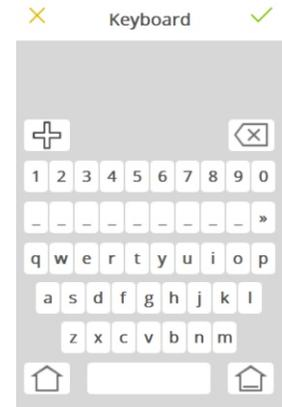 Keyboard
1 2 3 4 5 6 7 8 9 0
_ _ _ _ _ _ _ _ _ »
q w e r t y u i o p
a s d f g h j k l
z x c v b n m